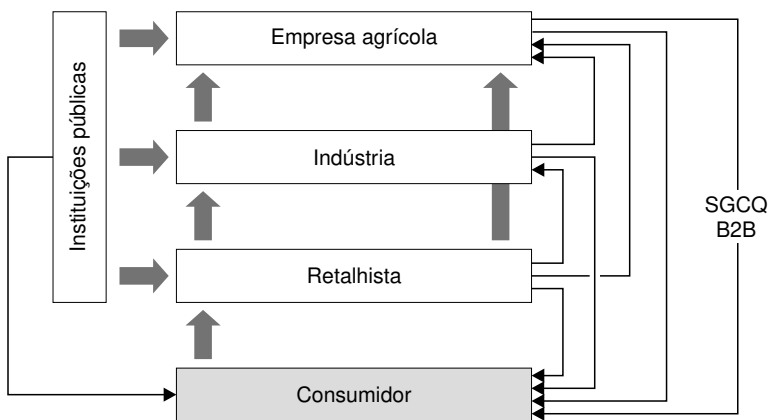 Instituições públicas
Empresa agrícola
Indústria
Retalhista
Consumidor
SGCQ
B2B